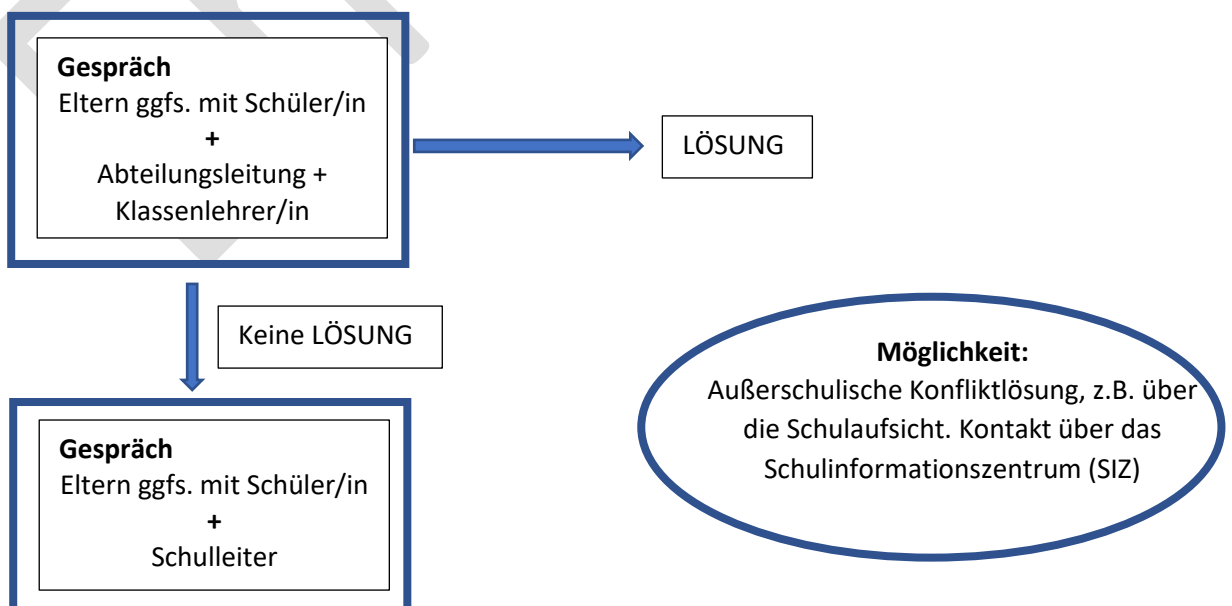 Gespräch
Eltern ggfs. mit Schüler/in
+
Abteilungsleitung +
Klassenlehrer/in
LÖSUNG
Keine LÖSUNG
Möglichkeit:
Außerschulische Konfliktlösung, z.B. über
die Schulaufsicht. Kontakt über das
Schulinformationszentrum (SIZ)
Gespräch
Eltern ggfs. mit Schüler/in
+
Schulleiter